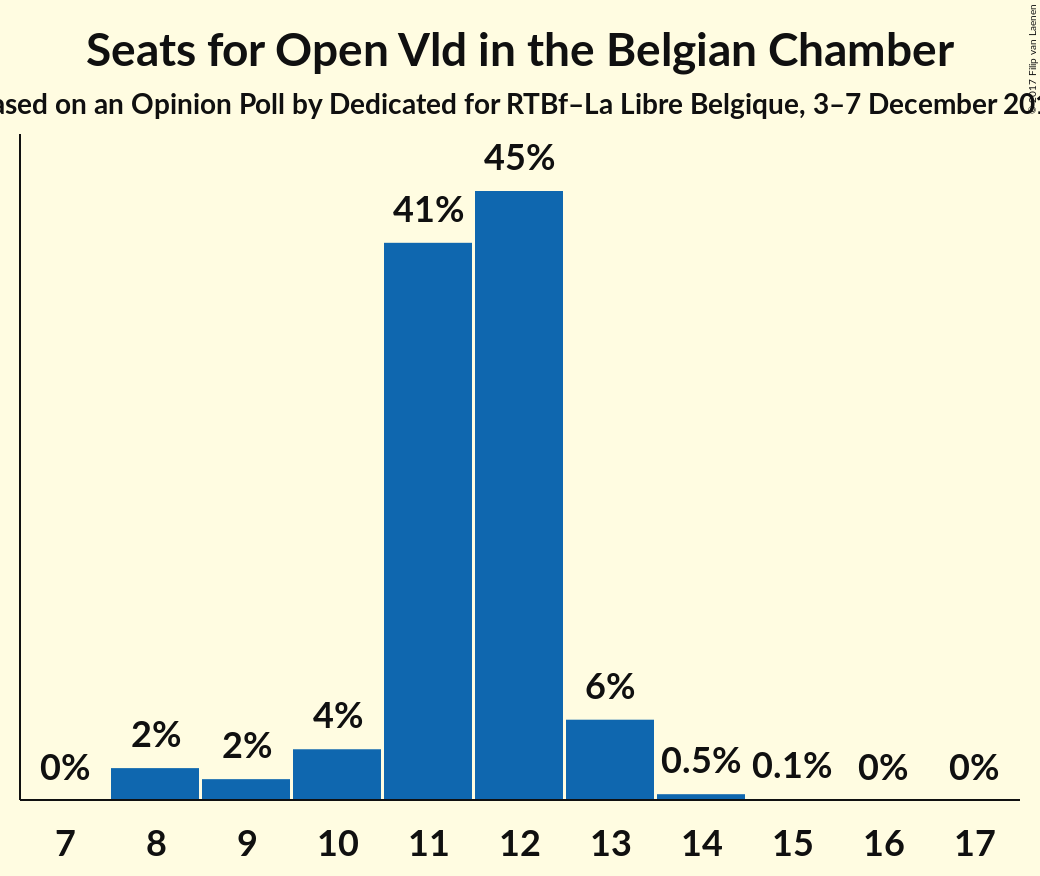 Seats for Open Vld in the Belgian Chamber
on an Opinion Poll by Dedicated for RTBf–La Libre Belgique, 3–7 December
© 2017 Filip van Laenen
45%
41%
6%
4%
2%
2%
0%
0.5%
0.1%
0%
0%
7 8 9 10 11 12 13 14 15 16 17